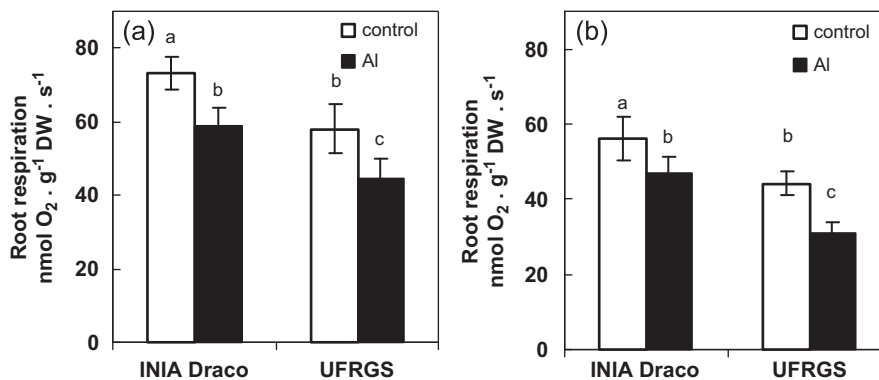 (a)
control
Al
Root respiration
nmol O₂ . g⁻¹ DW . s⁻¹
80
60
40
20
0
a
b
b
c
INIA Draco
UFRGS
(b)
control
Al
Root respiration
nmol O₂ . g⁻¹ DW . s⁻¹
80
60
40
20
0
a
b
b
c
INIA Draco
UFRGS